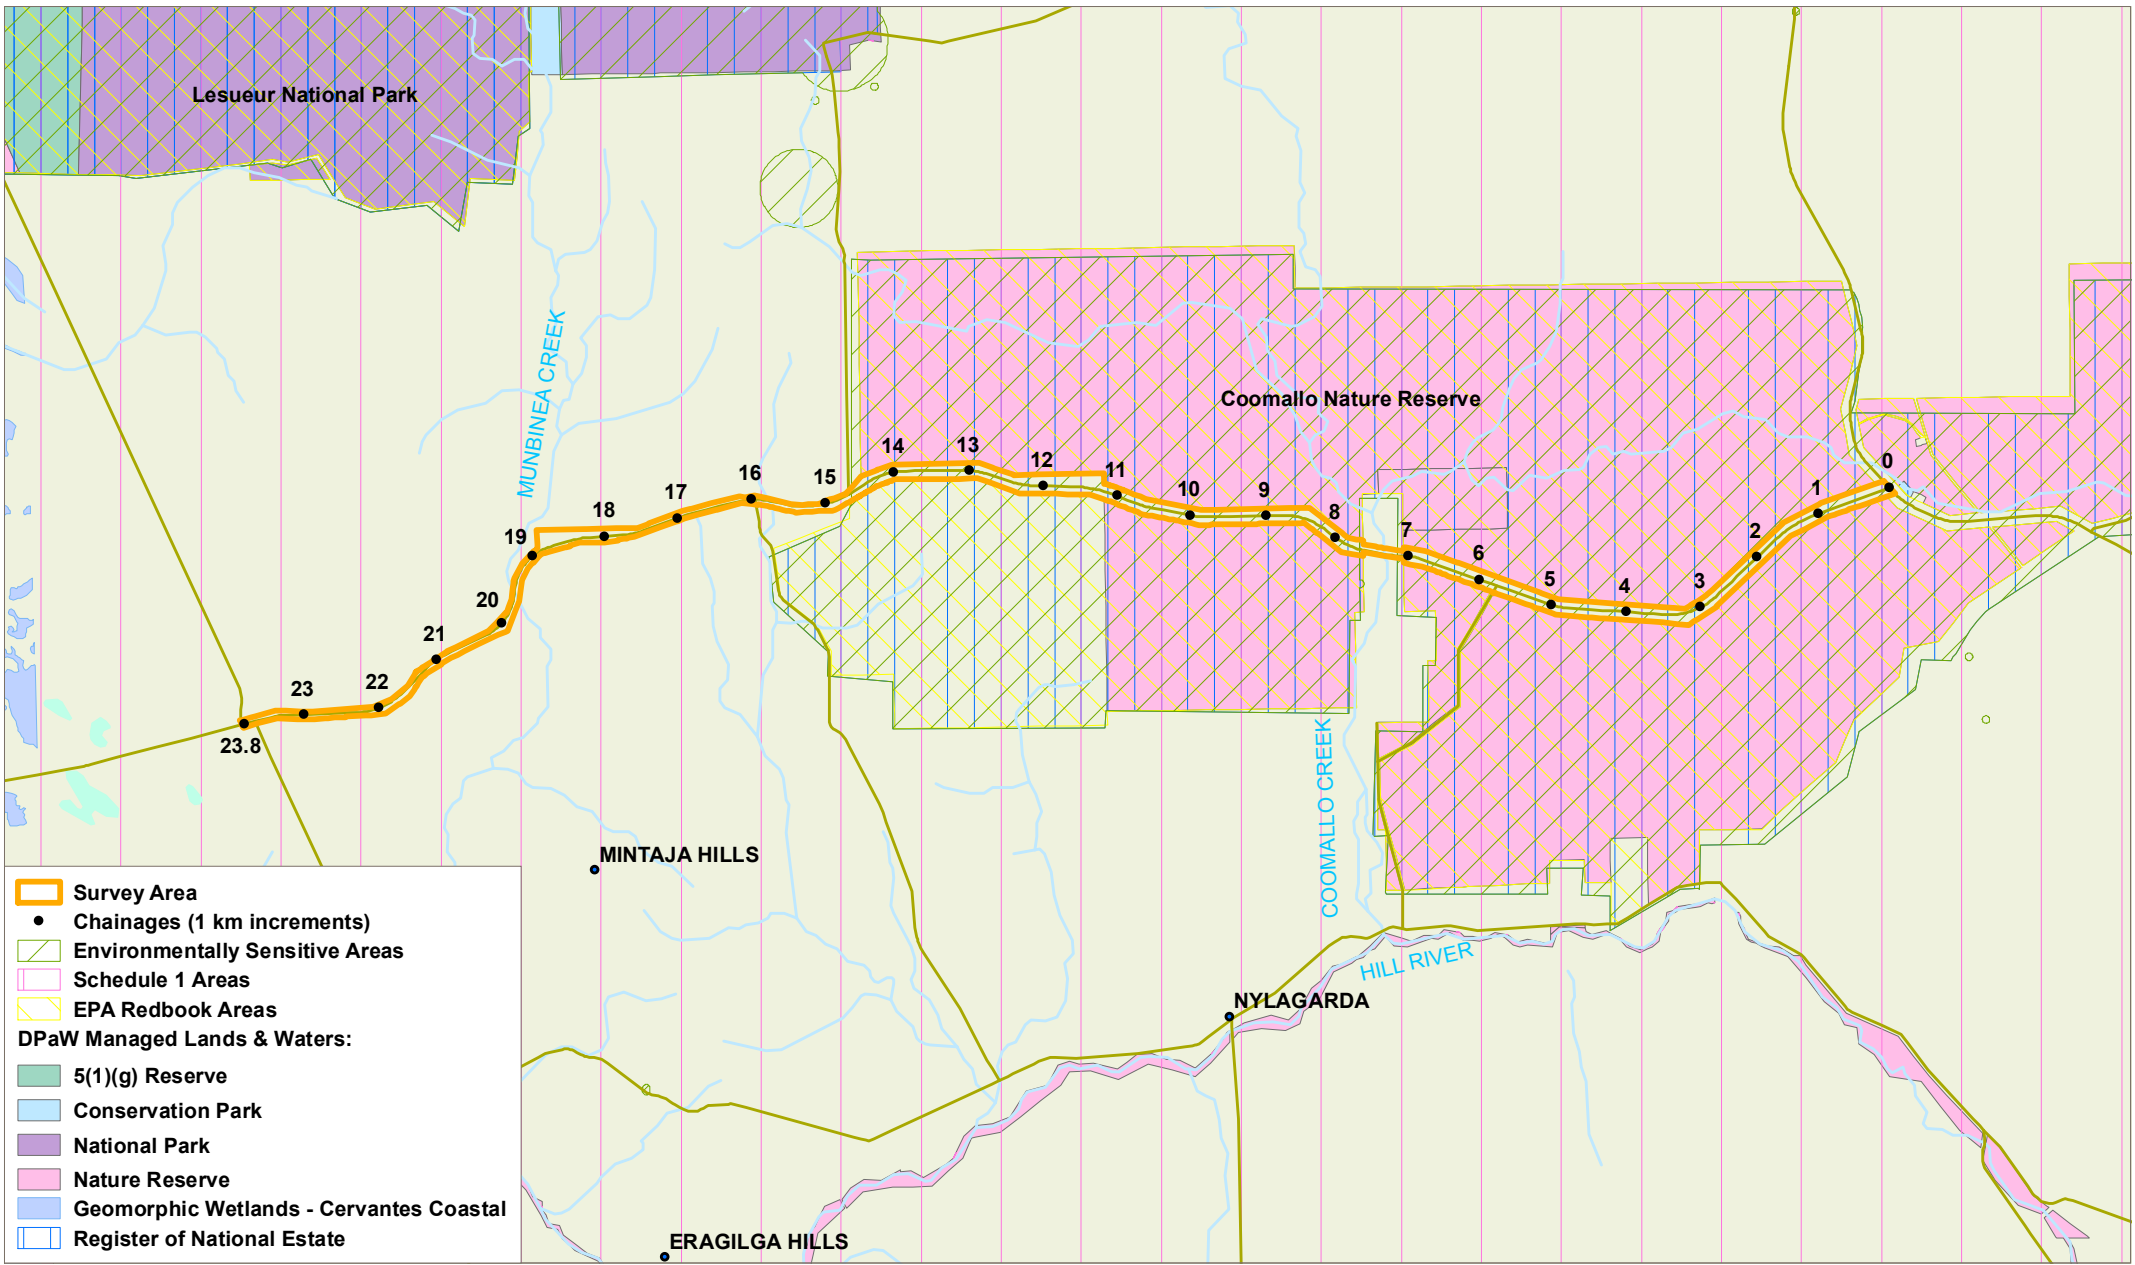 Lesueur National Park
MUNBINEA CREEK
Coomallo Nature Reserve
0
1
2
3
4
5
6
7
8
9
10
11
12
13
14
15
16
17
18
19
20
21
22
23
23.8
COOMALLO CREEK
MINTAJA HILLS
HILL RIVER
NYLAGARDA
ERAGILGA HILLS
Survey Area
Chainages (1 km increments)
Environmentally Sensitive Areas
Schedule 1 Areas
EPA Redbook Areas
DPaW Managed Lands & Waters:
5(1)(g) Reserve
Conservation Park
National Park
Nature Reserve
Geomorphic Wetlands - Cervantes Coastal
Register of National Estate